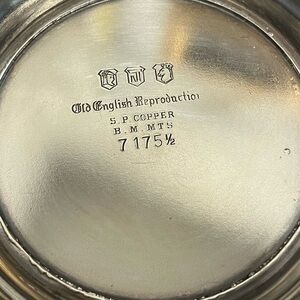 Old English Reproduction
S.P. COPPER
B.M. MTS
7175½